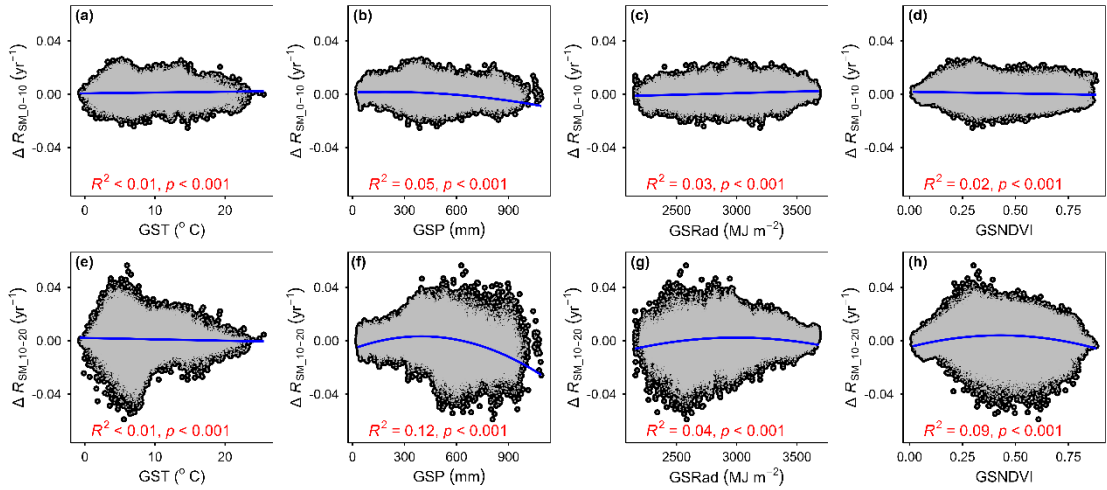 (a) (b) (c) (d)
0.04
0.00
-0.04
Δ R_SM_0−10 (yr⁻¹)
R² < 0.01, p < 0.001
0 10 20
GST (° C)
Δ R_SM_0−10 (yr⁻¹)
0.04
0.00
-0.04
R² = 0.05, p < 0.001
0 300 600 900
GSP (mm)
Δ R_SM_0−10 (yr⁻¹)
0.04
0.00
-0.04
R² = 0.03, p < 0.001
2500 3000 3500
GSRad (MJ m⁻²)
Δ R_SM_0−10 (yr⁻¹)
0.04
0.00
-0.04
R² = 0.02, p < 0.001
0.00 0.25 0.50 0.75
GSNDVI
(e) (f) (g) (h)
Δ R_SM_10−20 (yr⁻¹)
0.04
0.00
-0.04
R² < 0.01, p < 0.001
0 10 20
GST (° C)
Δ R_SM_10−20 (yr⁻¹)
0.04
0.00
-0.04
R² = 0.12, p < 0.001
0 300 600 900
GSP (mm)
Δ R_SM_10−20 (yr⁻¹)
0.04
0.00
-0.04
R² = 0.04, p < 0.001
2500 3000 3500
GSRad (MJ m⁻²)
Δ R_SM_10−20 (yr⁻¹)
0.04
0.00
-0.04
R² = 0.09, p < 0.001
0.00 0.25 0.50 0.75
GSNDVI